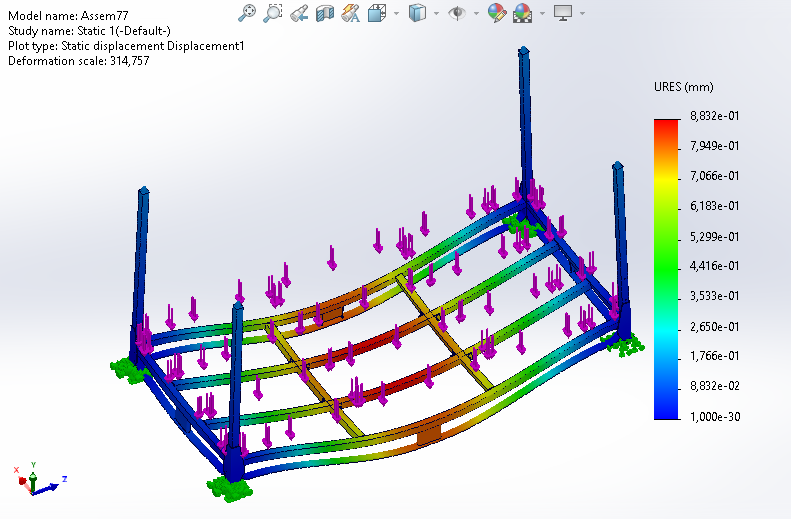 Model name: Assem77
Study name: Static 1(-Default-)
Plot type: Static displacement Displacement1
Deformation scale: 314,757
URES (mm)
8,832e-01
7,949e-01
7,066e-01
6,183e-01
5,299e-01
4,416e-01
3,533e-01
2,650e-01
1,766e-01
8,832e-02
1,000e-30
X
Y
Z